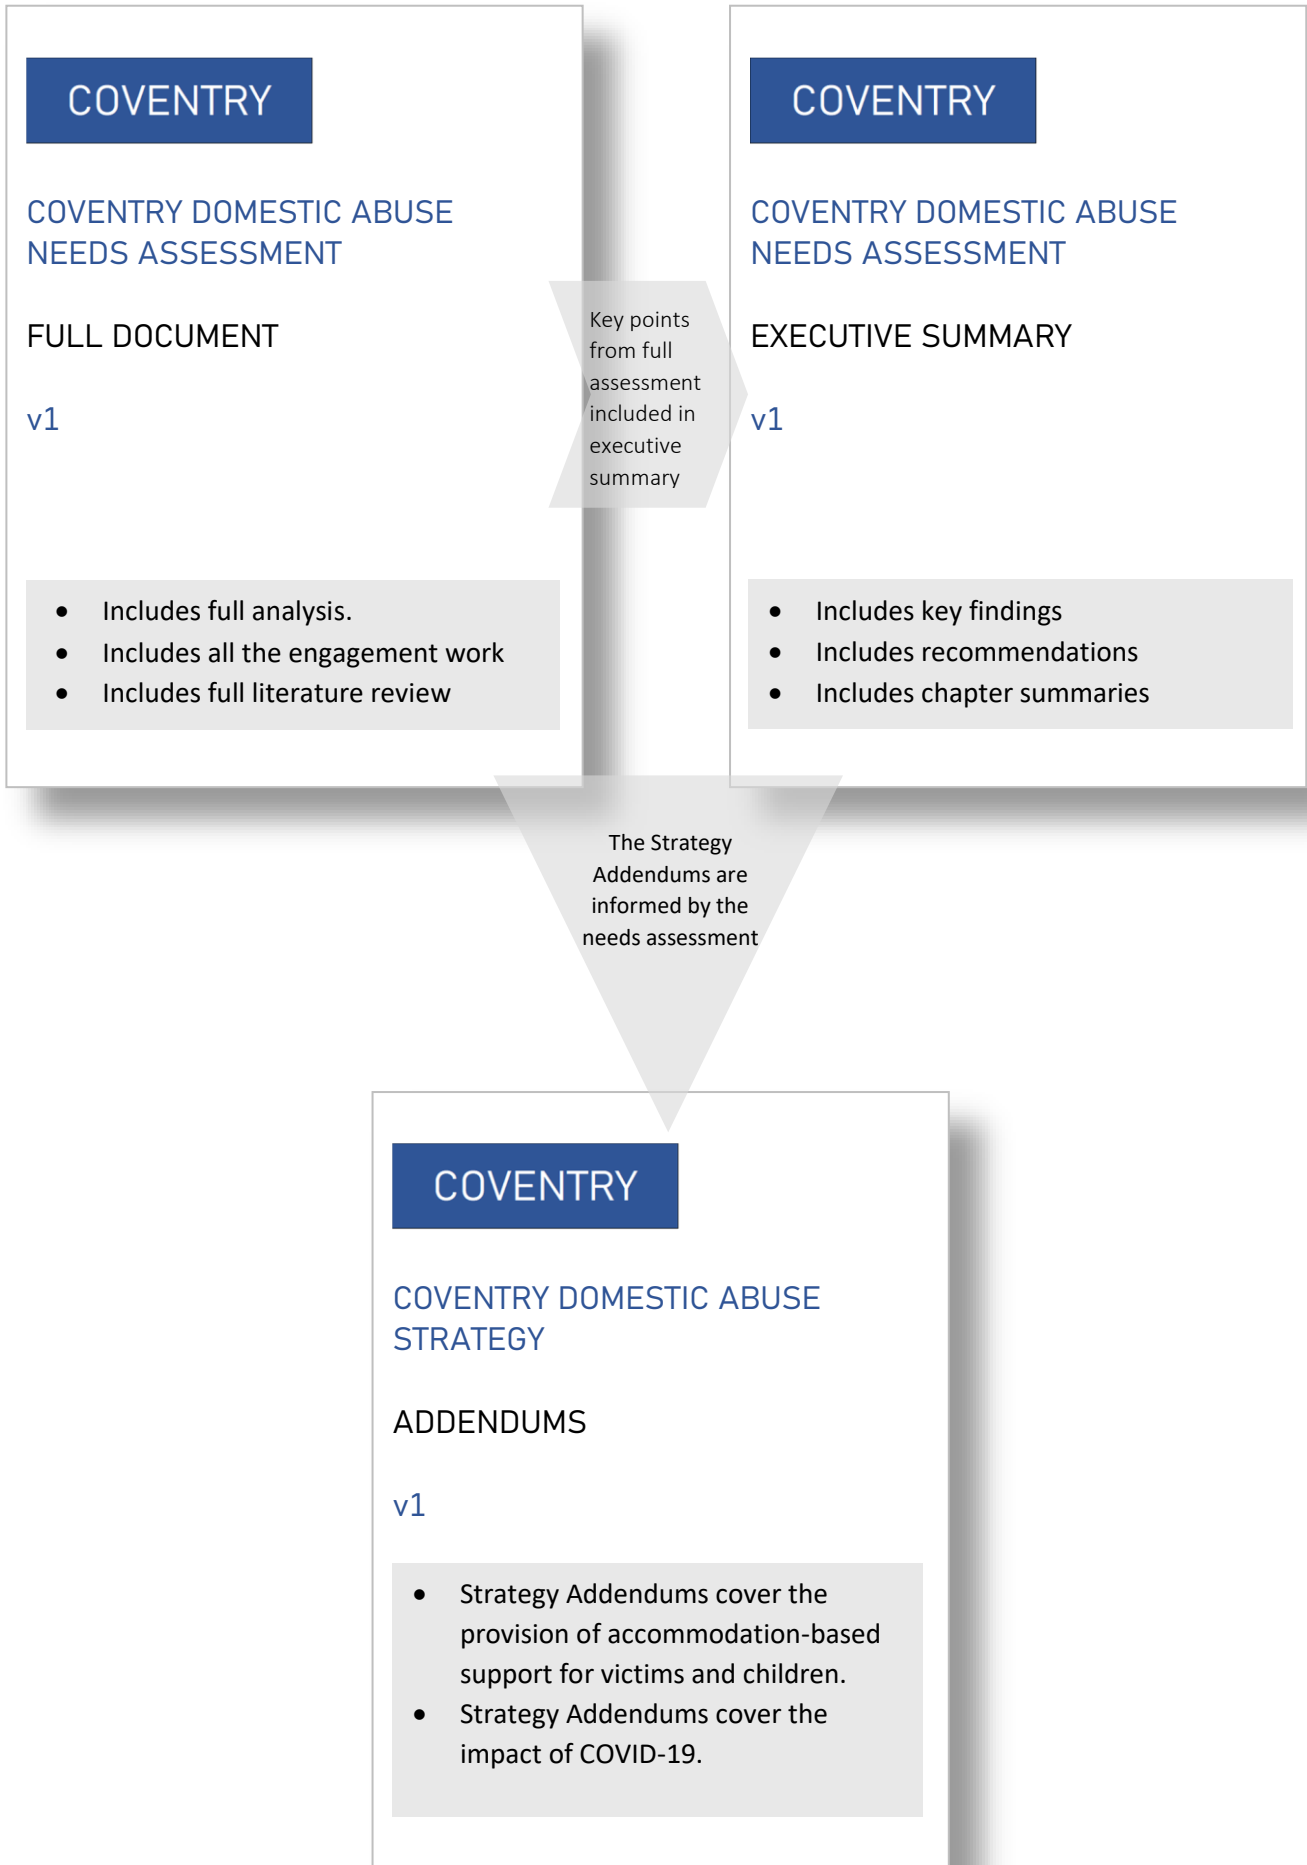 COVENTRY
COVENTRY DOMESTIC ABUSE
NEEDS ASSESSMENT
FULL DOCUMENT
v1
• Includes full analysis.
• Includes all the engagement work
• Includes full literature review
Key points
from full
assessment
included in
executive
summary
COVENTRY
COVENTRY DOMESTIC ABUSE
NEEDS ASSESSMENT
EXECUTIVE SUMMARY
v1
• Includes key findings
• Includes recommendations
• Includes chapter summaries
The Strategy
Addendums are
informed by the
needs assessment
COVENTRY
COVENTRY DOMESTIC ABUSE
STRATEGY
ADDENDUMS
v1
• Strategy Addendums cover the
provision of accommodation-based
support for victims and children.
• Strategy Addendums cover the
impact of COVID-19.